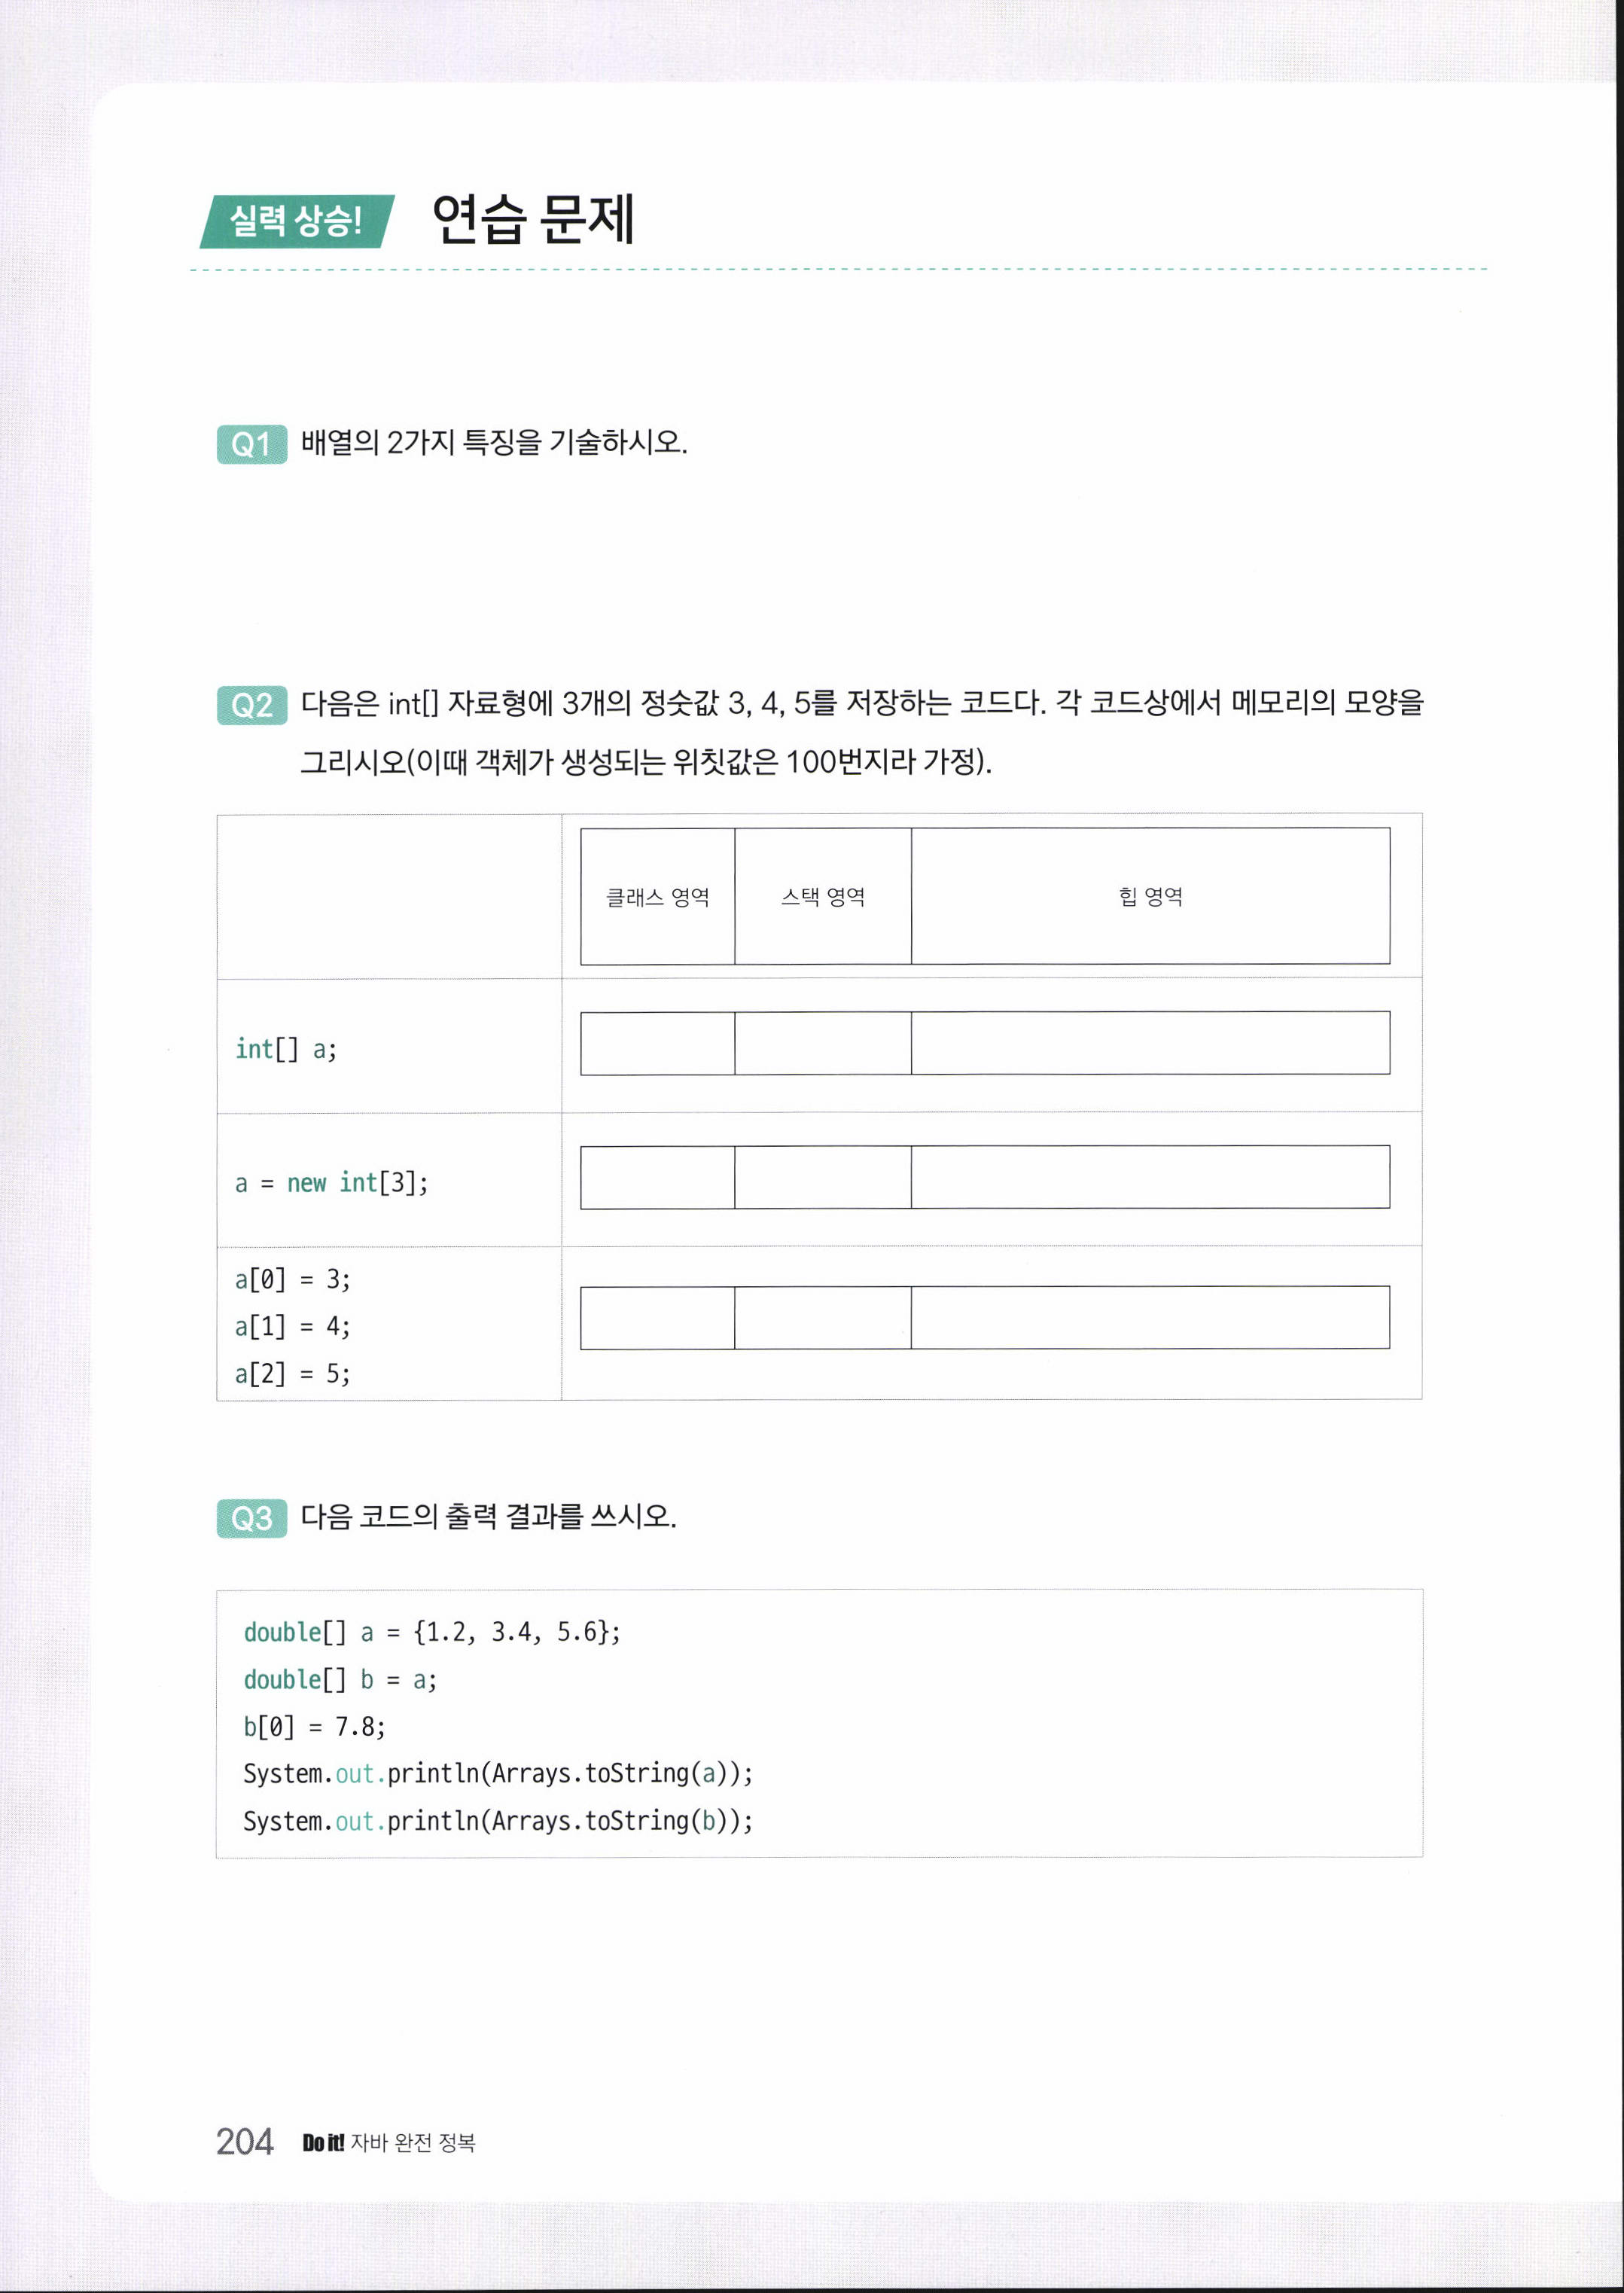 실력 상승! 연습 문제
Q1 배열의 2가지 특징을 기술하시오.
Q2 다음은 int[] 자료형에 3개의 정숫값 3, 4, 5를 저장하는 코드다. 각 코드상에서 메모리의 모양을
그리시오(이때 객체가 생성되는 위칫값은 100번지라 가정).
클래스 영역 스택 영역 힙 영역
int[] a;
a = new int[3];
a[0] = 3;
a[1] = 4;
a[2] = 5;
Q3 다음 코드의 출력 결과를 쓰시오.
double[] a = {1.2, 3.4, 5.6};
double[] b = a;
b[0] = 7.8;
System.out.println(Arrays.toString(a));
System.out.println(Arrays.toString(b));
204 Do it! 자바 완전 정복